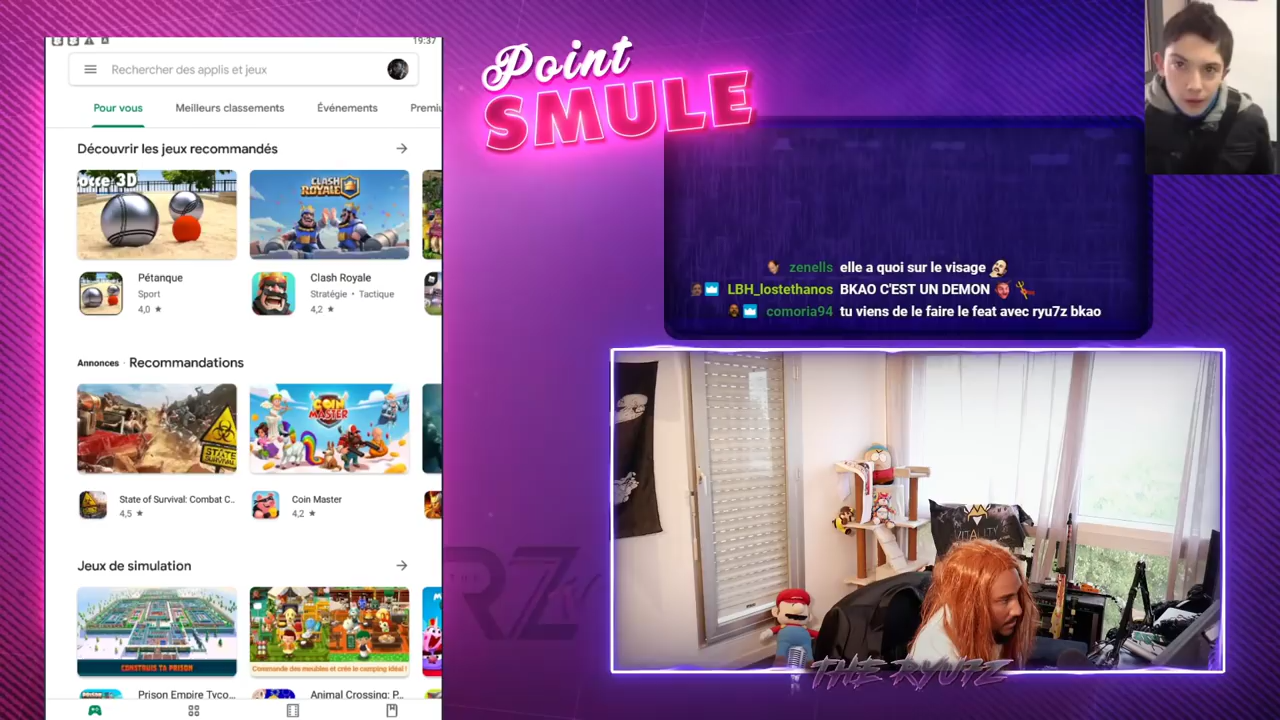 19:37
Rechercher des applis et jeux
Pour vous
Meilleurs classements
Événements
Premiu
Découvrir les jeux recommandés
orce 3D
CLASH
ROYALE
Pétanque
Sport
4,0 ★
Clash Royale
Stratégie • Tactique
4,2 ★
Annonces · Recommandations
STATE
SURVIVAL
COIN
MASTER
State of Survival: Combat C..
4,5 ★
Coin Master
4,2 ★
Jeux de simulation
CONSTRUIS TA PRISON
Commande des meubles et crée le camping idéal !
Prison Empire Tyco...
Animal Crossing: P...
Point
SMULE
zenells elle a quoi sur le visage
LBH_lostethanos BKAO C'EST UN DEMON
comoria94 tu viens de le faire le feat avec ryu7z bkao
VITALITY
RZ
THE RYU7Z